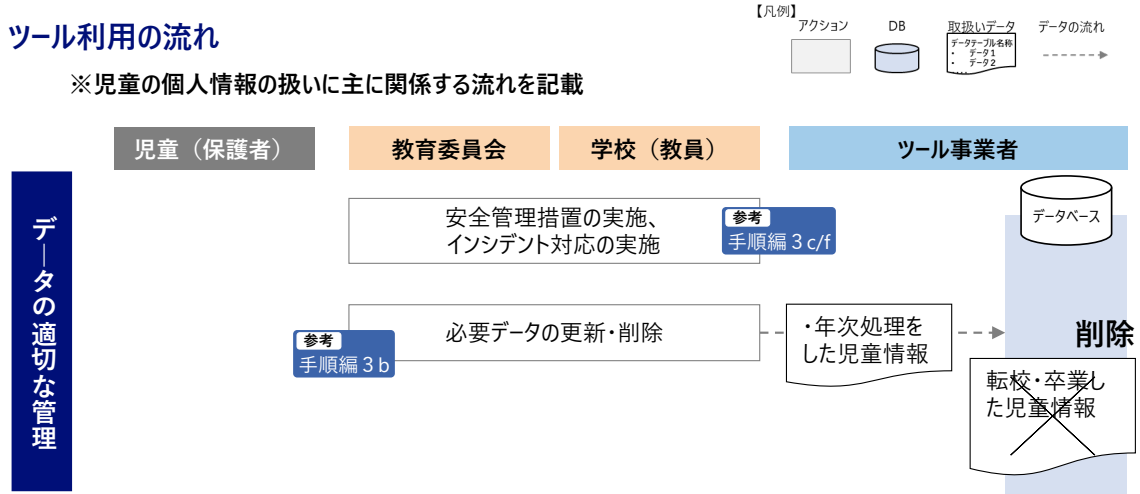 ツール利用の流れ
※児童の個人情報の扱いに主に関係する流れを記載
【凡例】
アクション
DB
取扱いデータ
データの流れ
データテーブル名称
・ データ1
・ データ2
・ …
児童（保護者）
教育委員会
学校（教員）
ツール事業者
データの適切な管理
安全管理措置の実施、
インシデント対応の実施
参考
手順編３c/f
データベース
必要データの更新・削除
参考
手順編３b
・年次処理を
した児童情報
削除
転校・卒業し
た児童情報